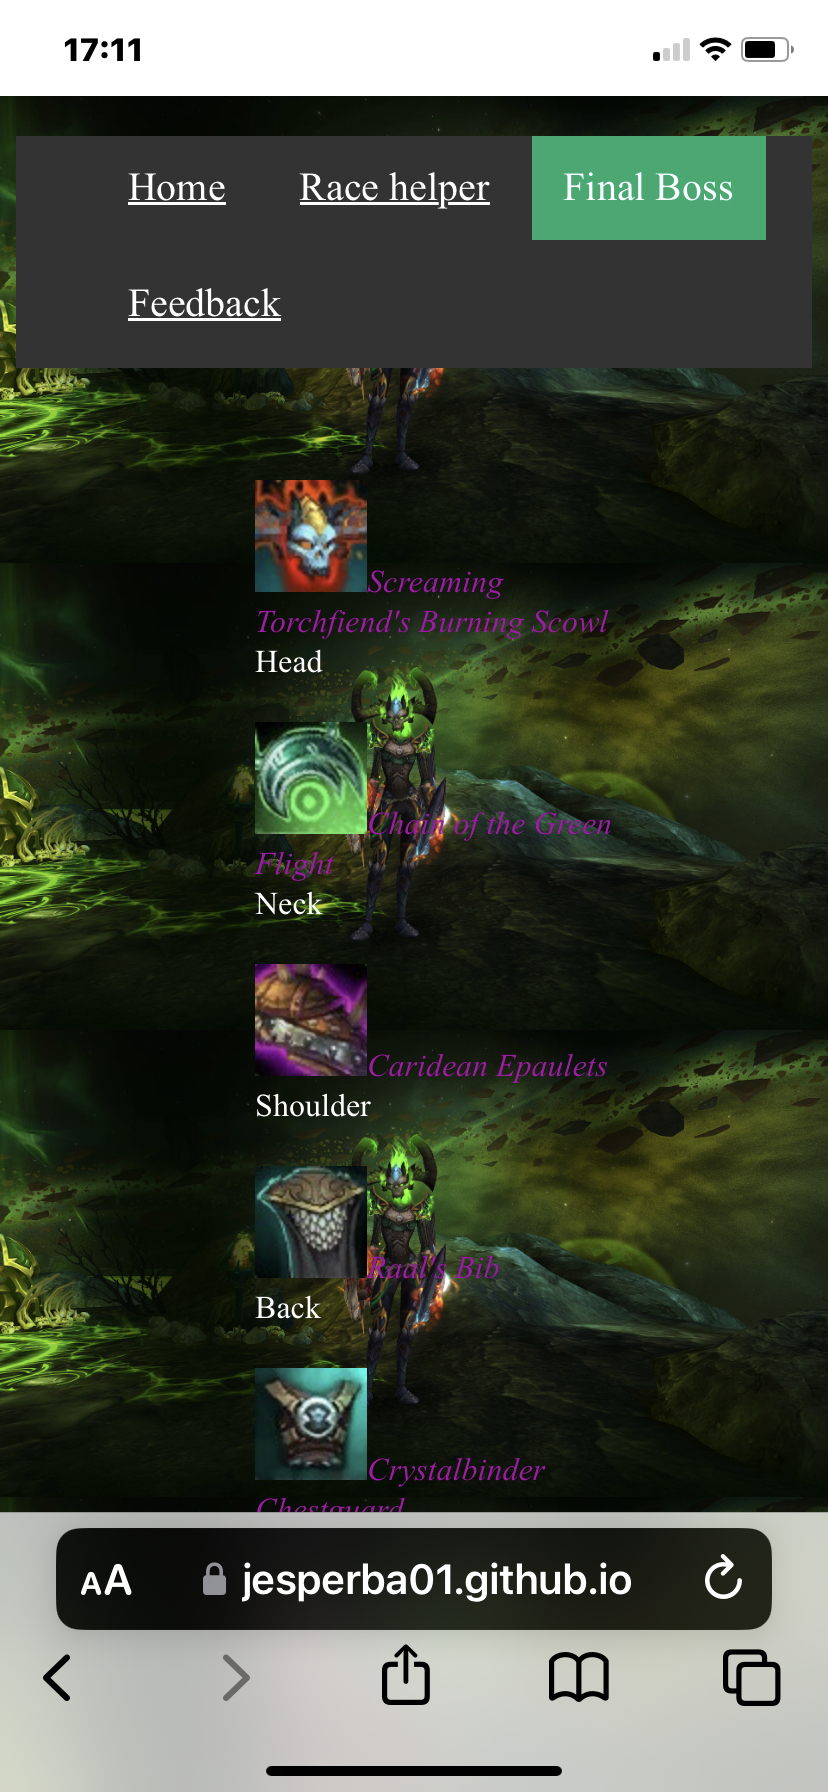 17:11
Home Race helper Final Boss
Feedback
Screaming
Torchfiend's Burning Scowl
Head
Chain of the Green
Flight
Neck
Caridean Epaulets
Shoulder
Raal's Bib
Back
Crystalbinder
Chestguard
AA jesperba01.github.io